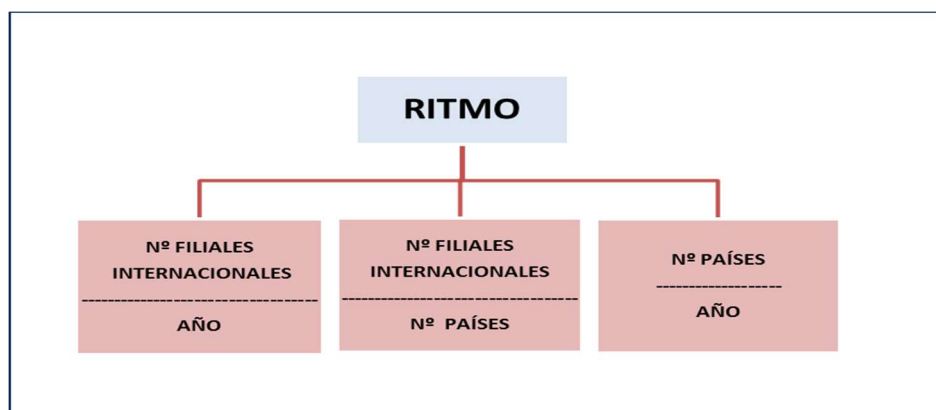 RITMO
Nº FILIALES
INTERNACIONALES
------------------------------------
AÑO
Nº FILIALES
INTERNACIONALES
------------------------------------
Nº PAÍSES
Nº PAÍSES
-------------------
AÑO